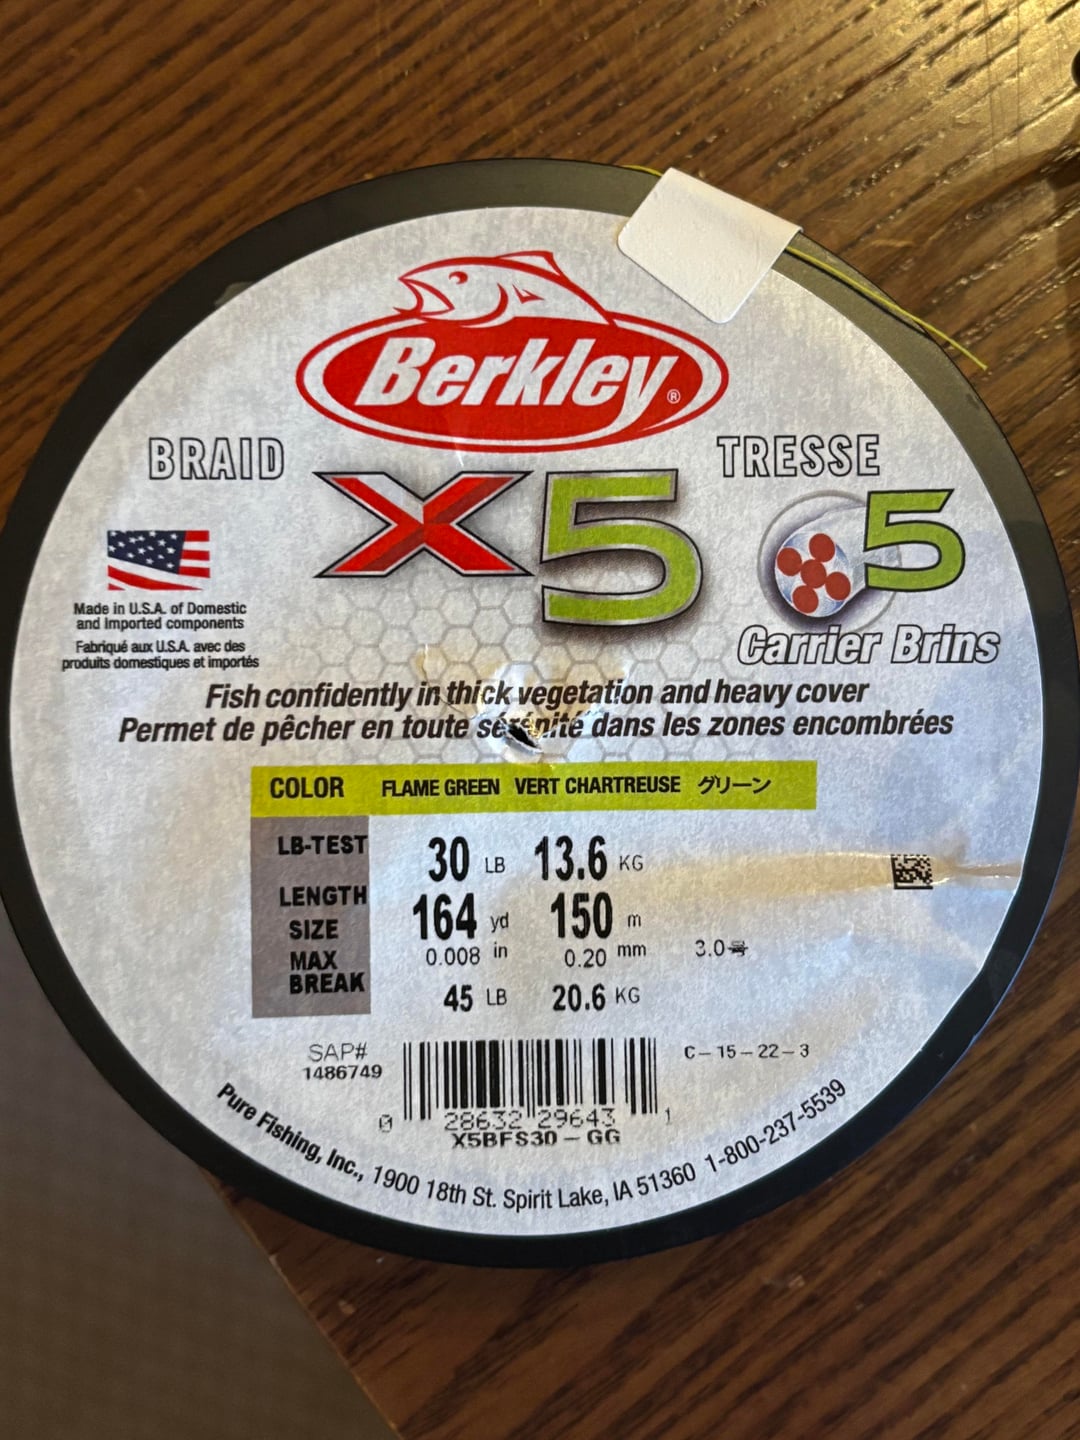 Berkley®
BRAID
TRESSE
X5
5
Carrier Brins
Made in U.S.A. of Domestic
and Imported components
Fabriqué aux U.S.A. avec des
produits domestiques et importés
Fish confidently in thick vegetation and heavy cover
Permet de pêcher en toute sérénité dans les zones encombrées
COLOR FLAME GREEN VERT CHARTREUSE グリーン
LB-TEST 30 LB 13.6 KG
LENGTH 164 yd 150 m
SIZE 0.008 in 0.20 mm 3.0号
MAX
BREAK 45 LB 20.6 KG
SAP#
1486749
C-15-22-3
0 28632 29643 1
X5BFS30-GG
Pure Fishing, Inc., 1900 18th St. Spirit Lake, IA 51360 1-800-237-5539